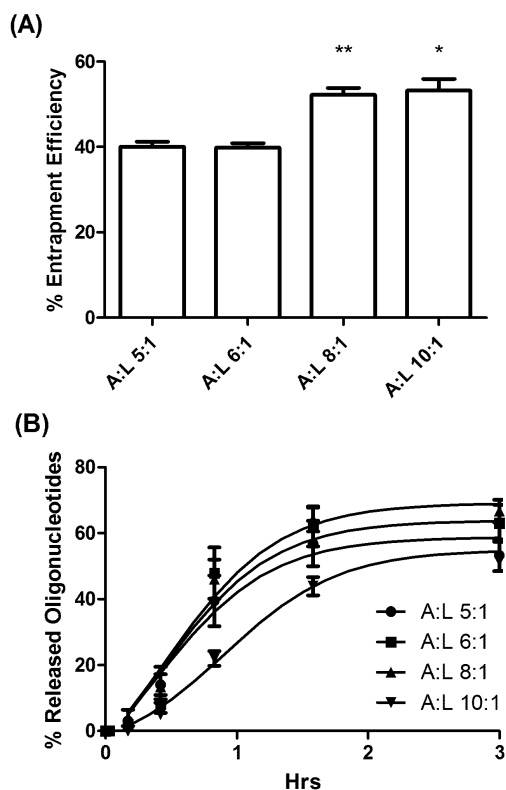 (A)
** *
% Entrapment Efficiency
60
40
20
0
A:L 5:1
A:L 6:1
A:L 8:1
A:L 10:1
(B)
% Released Oligonucleotides
80
60
40
20
0
A:L 5:1
A:L 6:1
A:L 8:1
A:L 10:1
0 1 2 3
Hrs